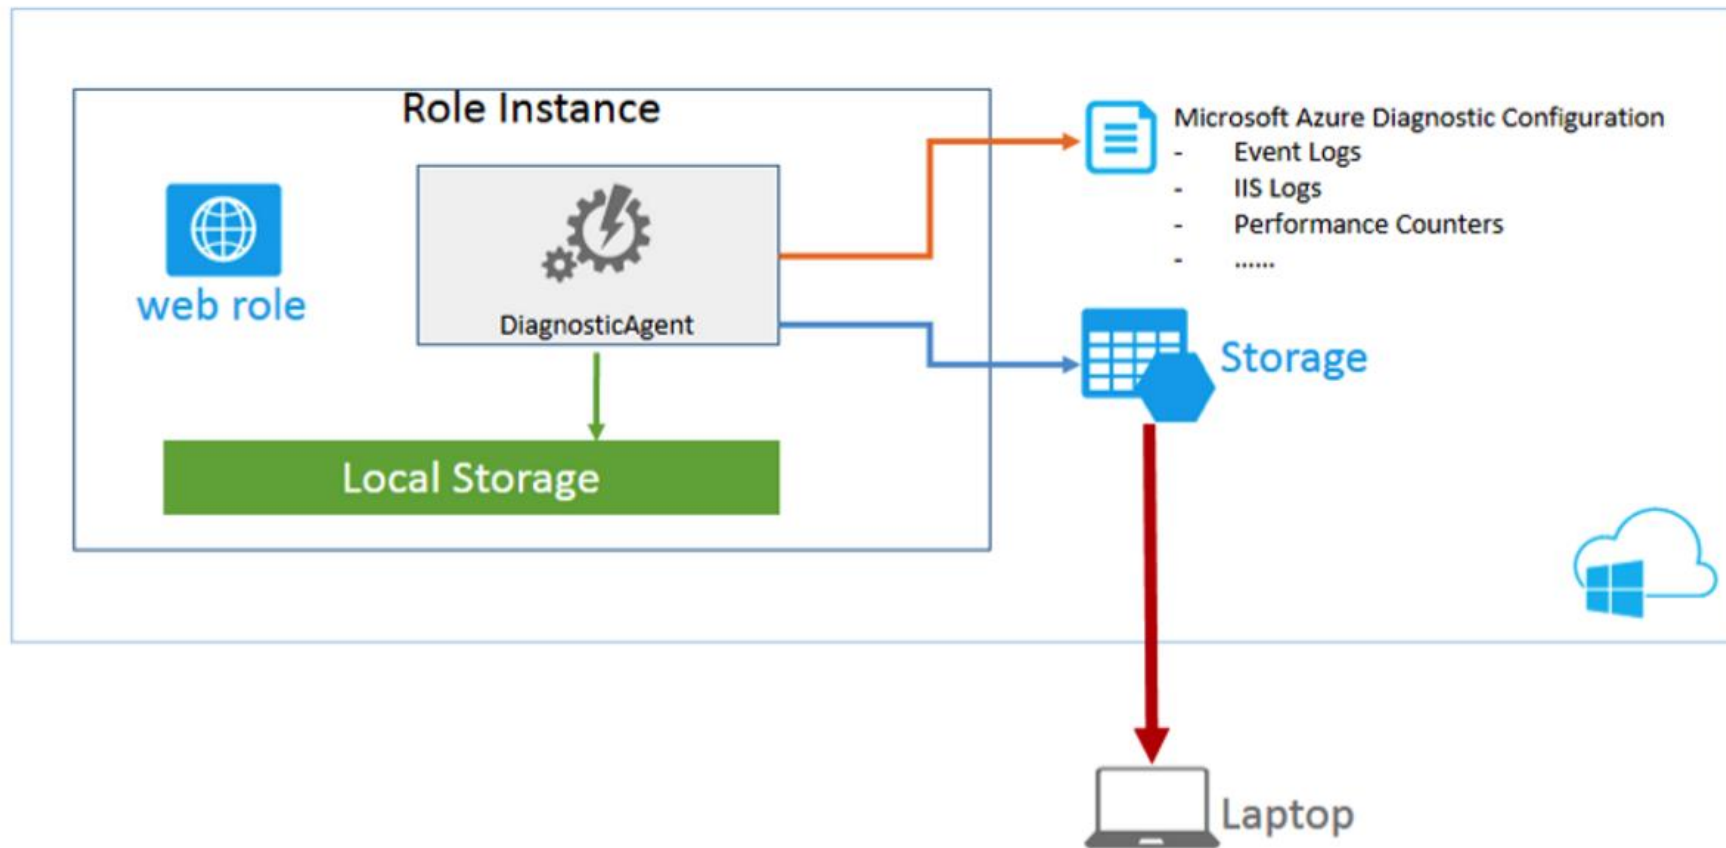 Role Instance
web role
DiagnosticAgent
Local Storage
Microsoft Azure Diagnostic Configuration
- Event Logs
- IIS Logs
- Performance Counters
- ......
Storage
Laptop